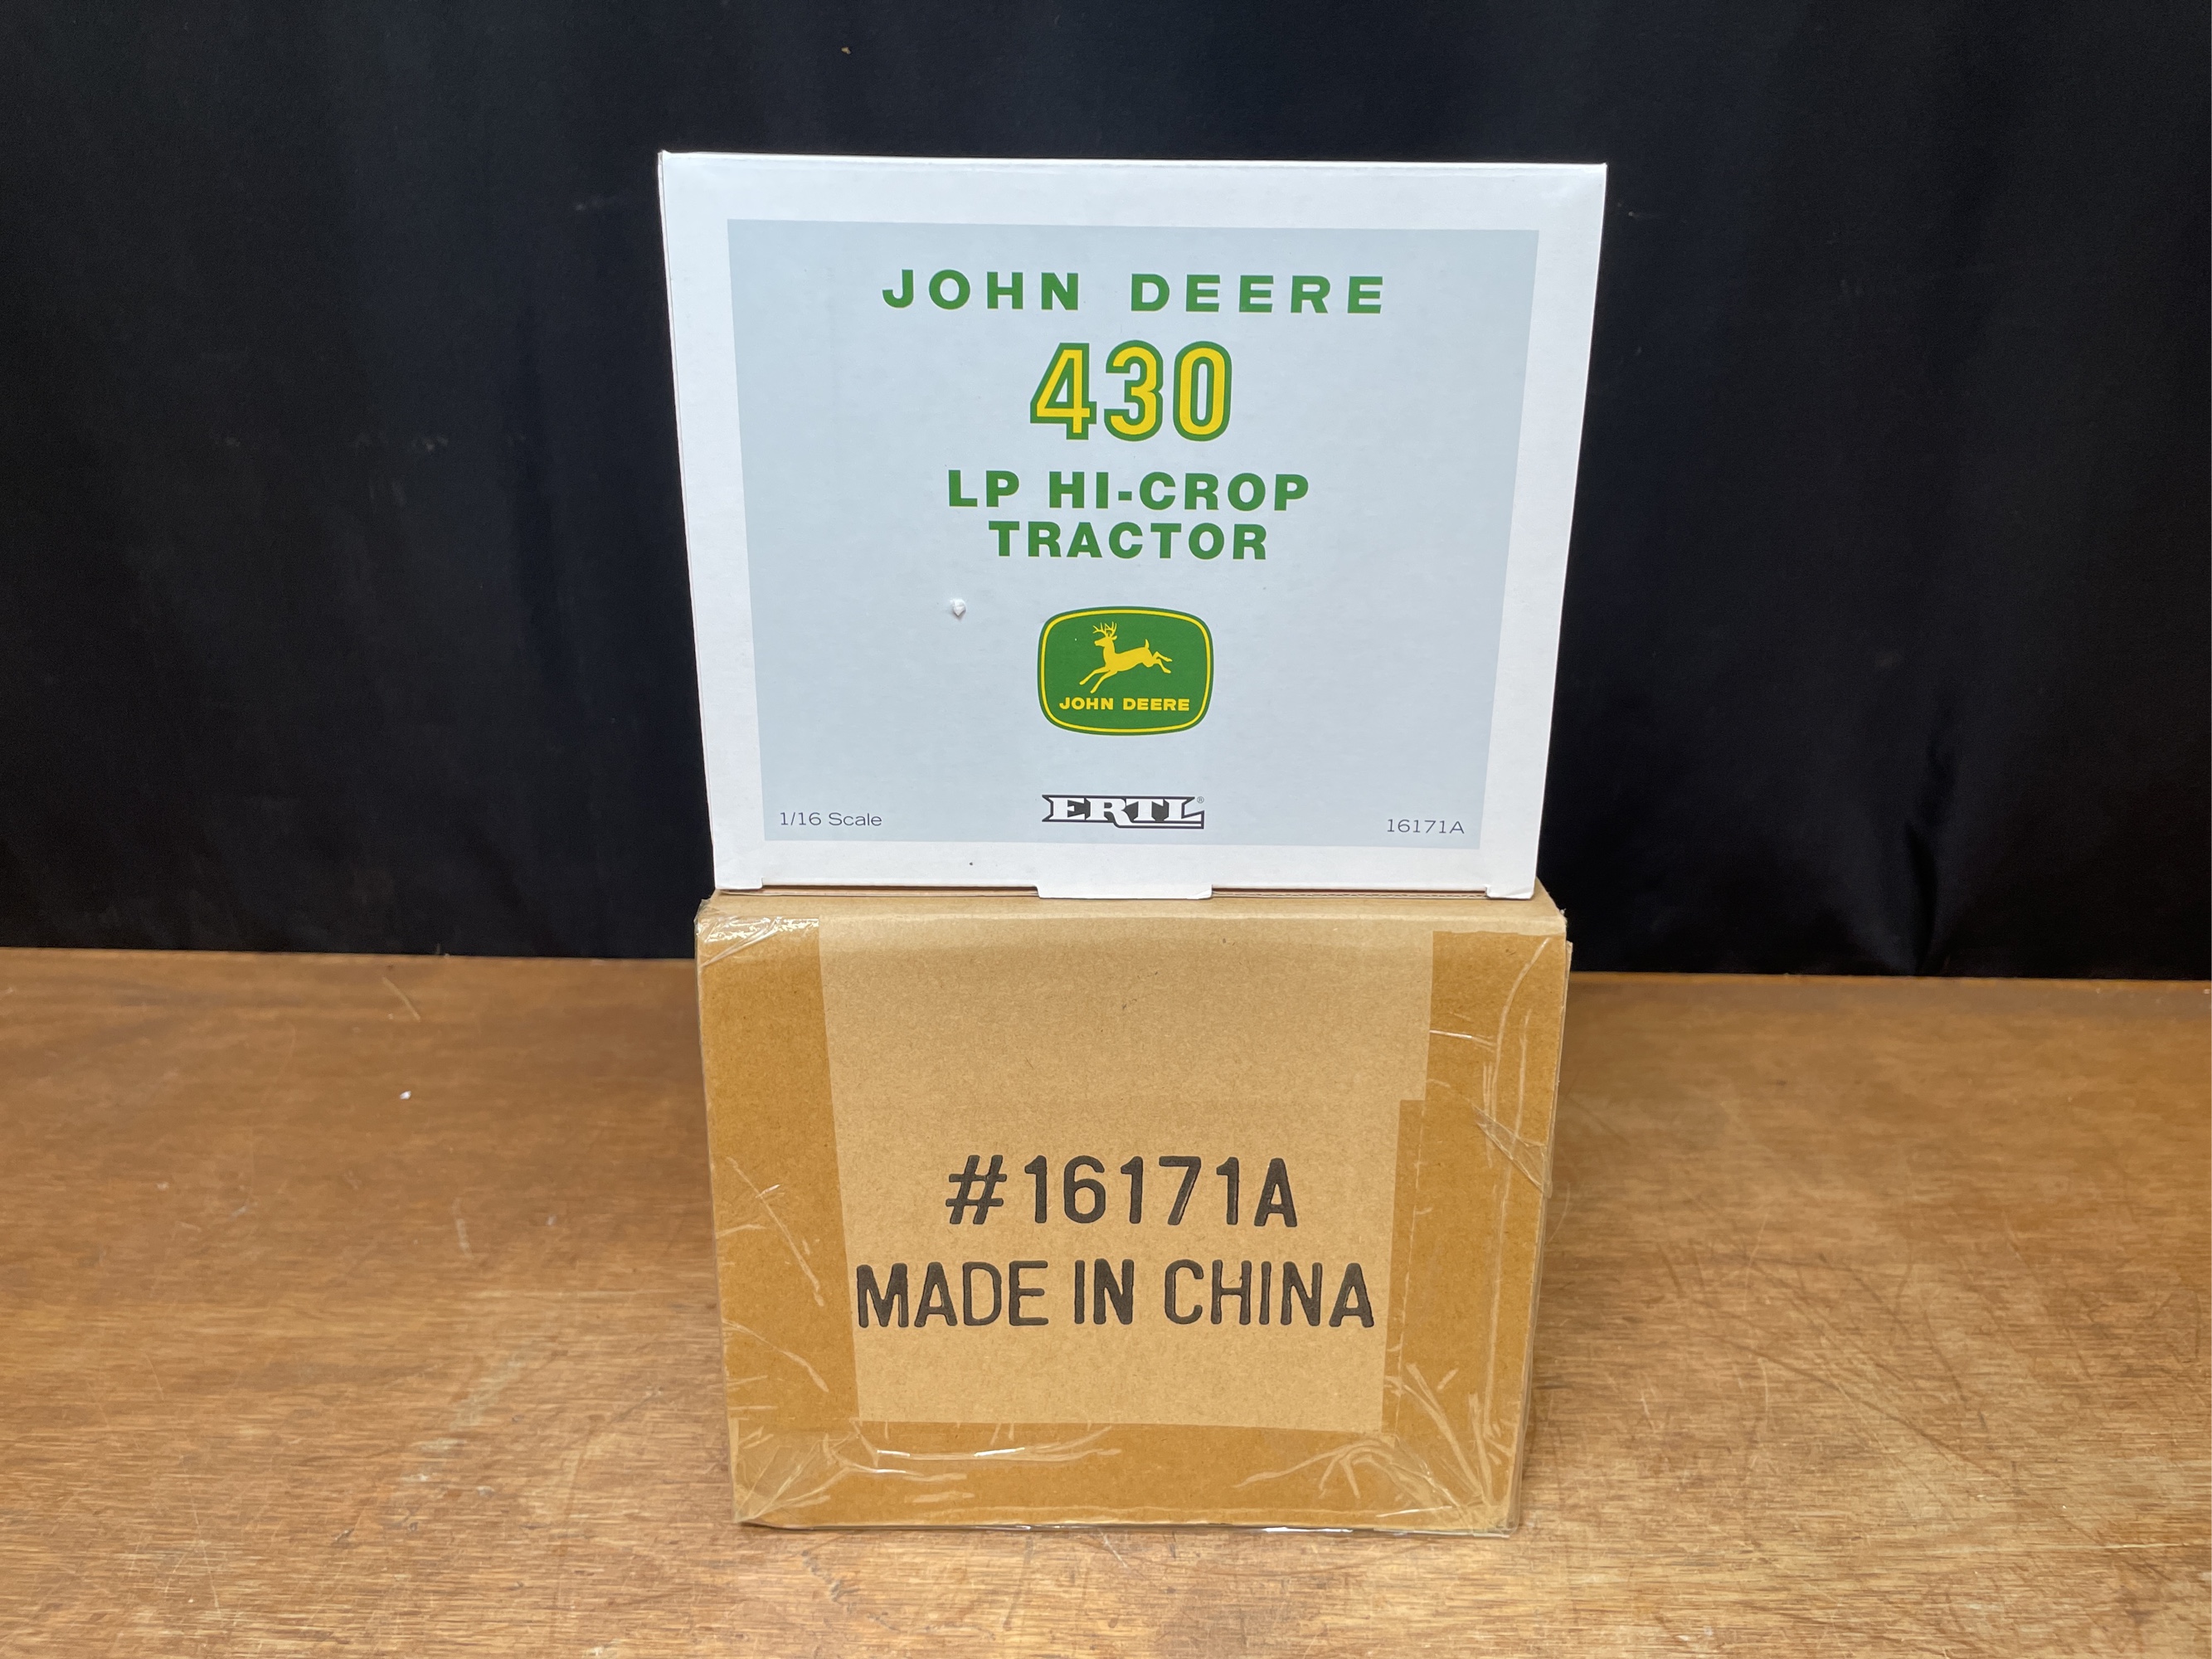 JOHN DEERE
430
LP HI-CROP
TRACTOR
JOHN DEERE
1/16 Scale
ERTL®
16171A
#16171A
MADE IN CHINA